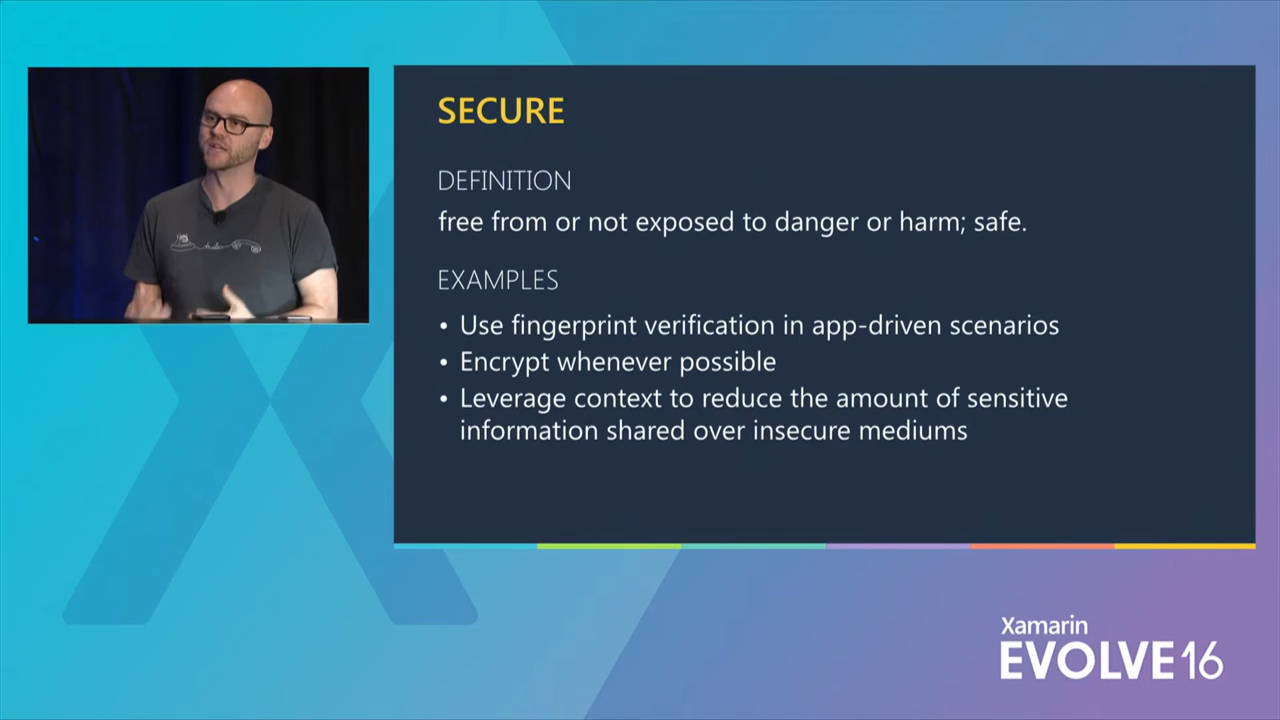 SECURE
DEFINITION
free from or not exposed to danger or harm; safe.
EXAMPLES
• Use fingerprint verification in app-driven scenarios
• Encrypt whenever possible
• Leverage context to reduce the amount of sensitive
information shared over insecure mediums
Xamarin
EVOLVE16